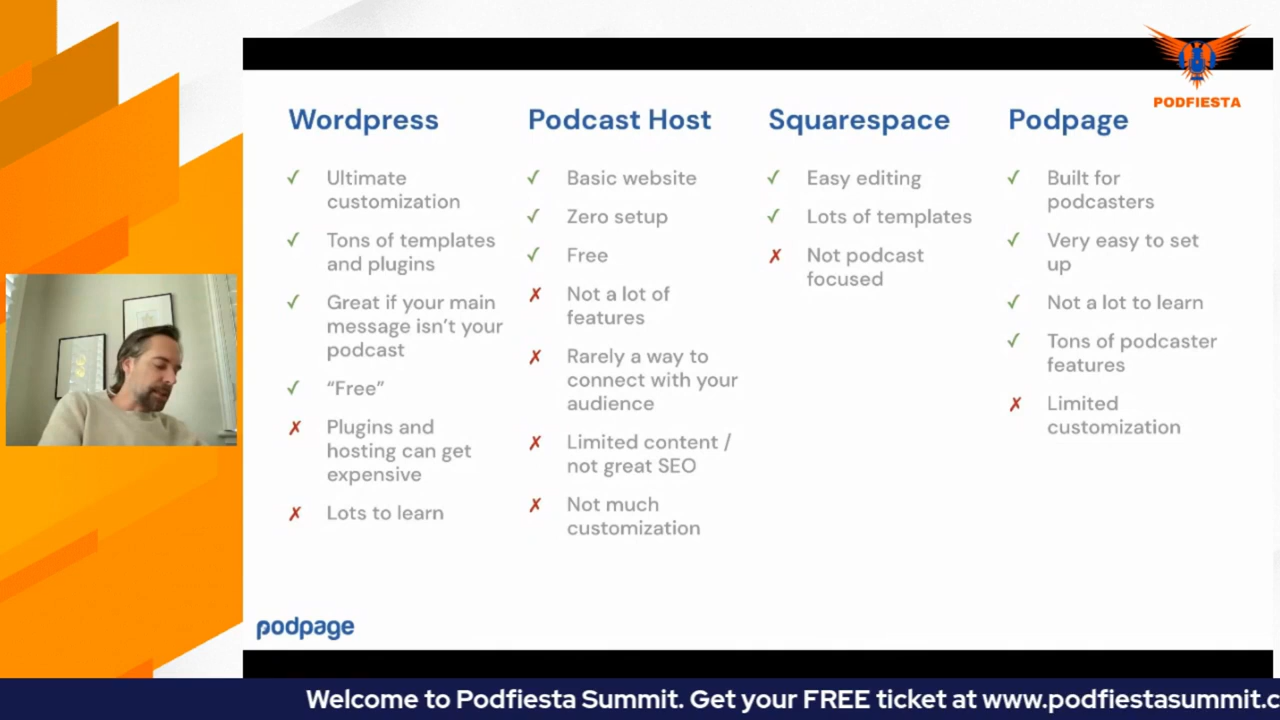 PODFIESTA
Wordpress
✓ Ultimate
customization
✓ Tons of templates
and plugins
✓ Great if your main
message isn’t your
podcast
✓ “Free”
✗ Plugins and
hosting can get
expensive
✗ Lots to learn
Podcast Host
✓ Basic website
✓ Zero setup
✓ Free
✗ Not a lot of
features
✗ Rarely a way to
connect with your
audience
✗ Limited content /
not great SEO
✗ Not much
customization
Squarespace
✓ Easy editing
✓ Lots of templates
✗ Not podcast
focused
Podpage
✓ Built for
podcasters
✓ Very easy to set
up
✓ Not a lot to learn
✓ Tons of podcaster
features
✗ Limited
customization
podpage
Welcome to Podfiesta Summit. Get your FREE ticket at www.podfiestasummit.c